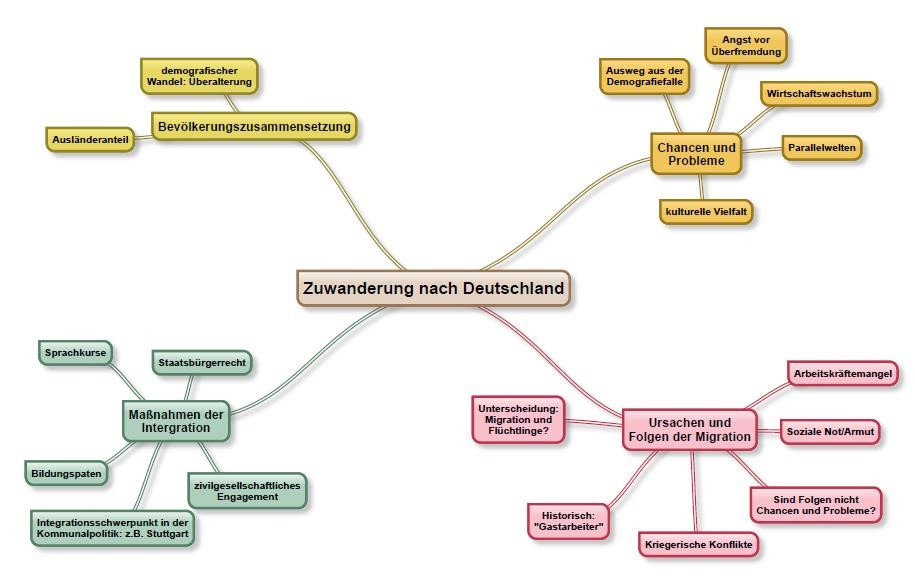 Zuwanderung nach Deutschland
Bevölkerungszusammensetzung
demografischer
Wandel: Überalterung
Ausländeranteil
Chancen und
Probleme
Ausweg aus der
Demografiefalle
Angst vor
Überfremdung
Wirtschaftswachstum
Parallelwelten
kulturelle Vielfalt
Maßnahmen der
Intergration
Sprachkurse
Staatsbürgerrecht
Bildungspaten
zivilgesellschaftliches
Engagement
Integrationsschwerpunkt in der
Kommunalpolitik: z.B. Stuttgart
Ursachen und
Folgen der Migration
Unterscheidung:
Migration und
Flüchtlinge?
Arbeitskräftemangel
Soziale Not/Armut
Sind Folgen nicht
Chancen und Probleme?
Kriegerische Konflikte
Historisch:
"Gastarbeiter"